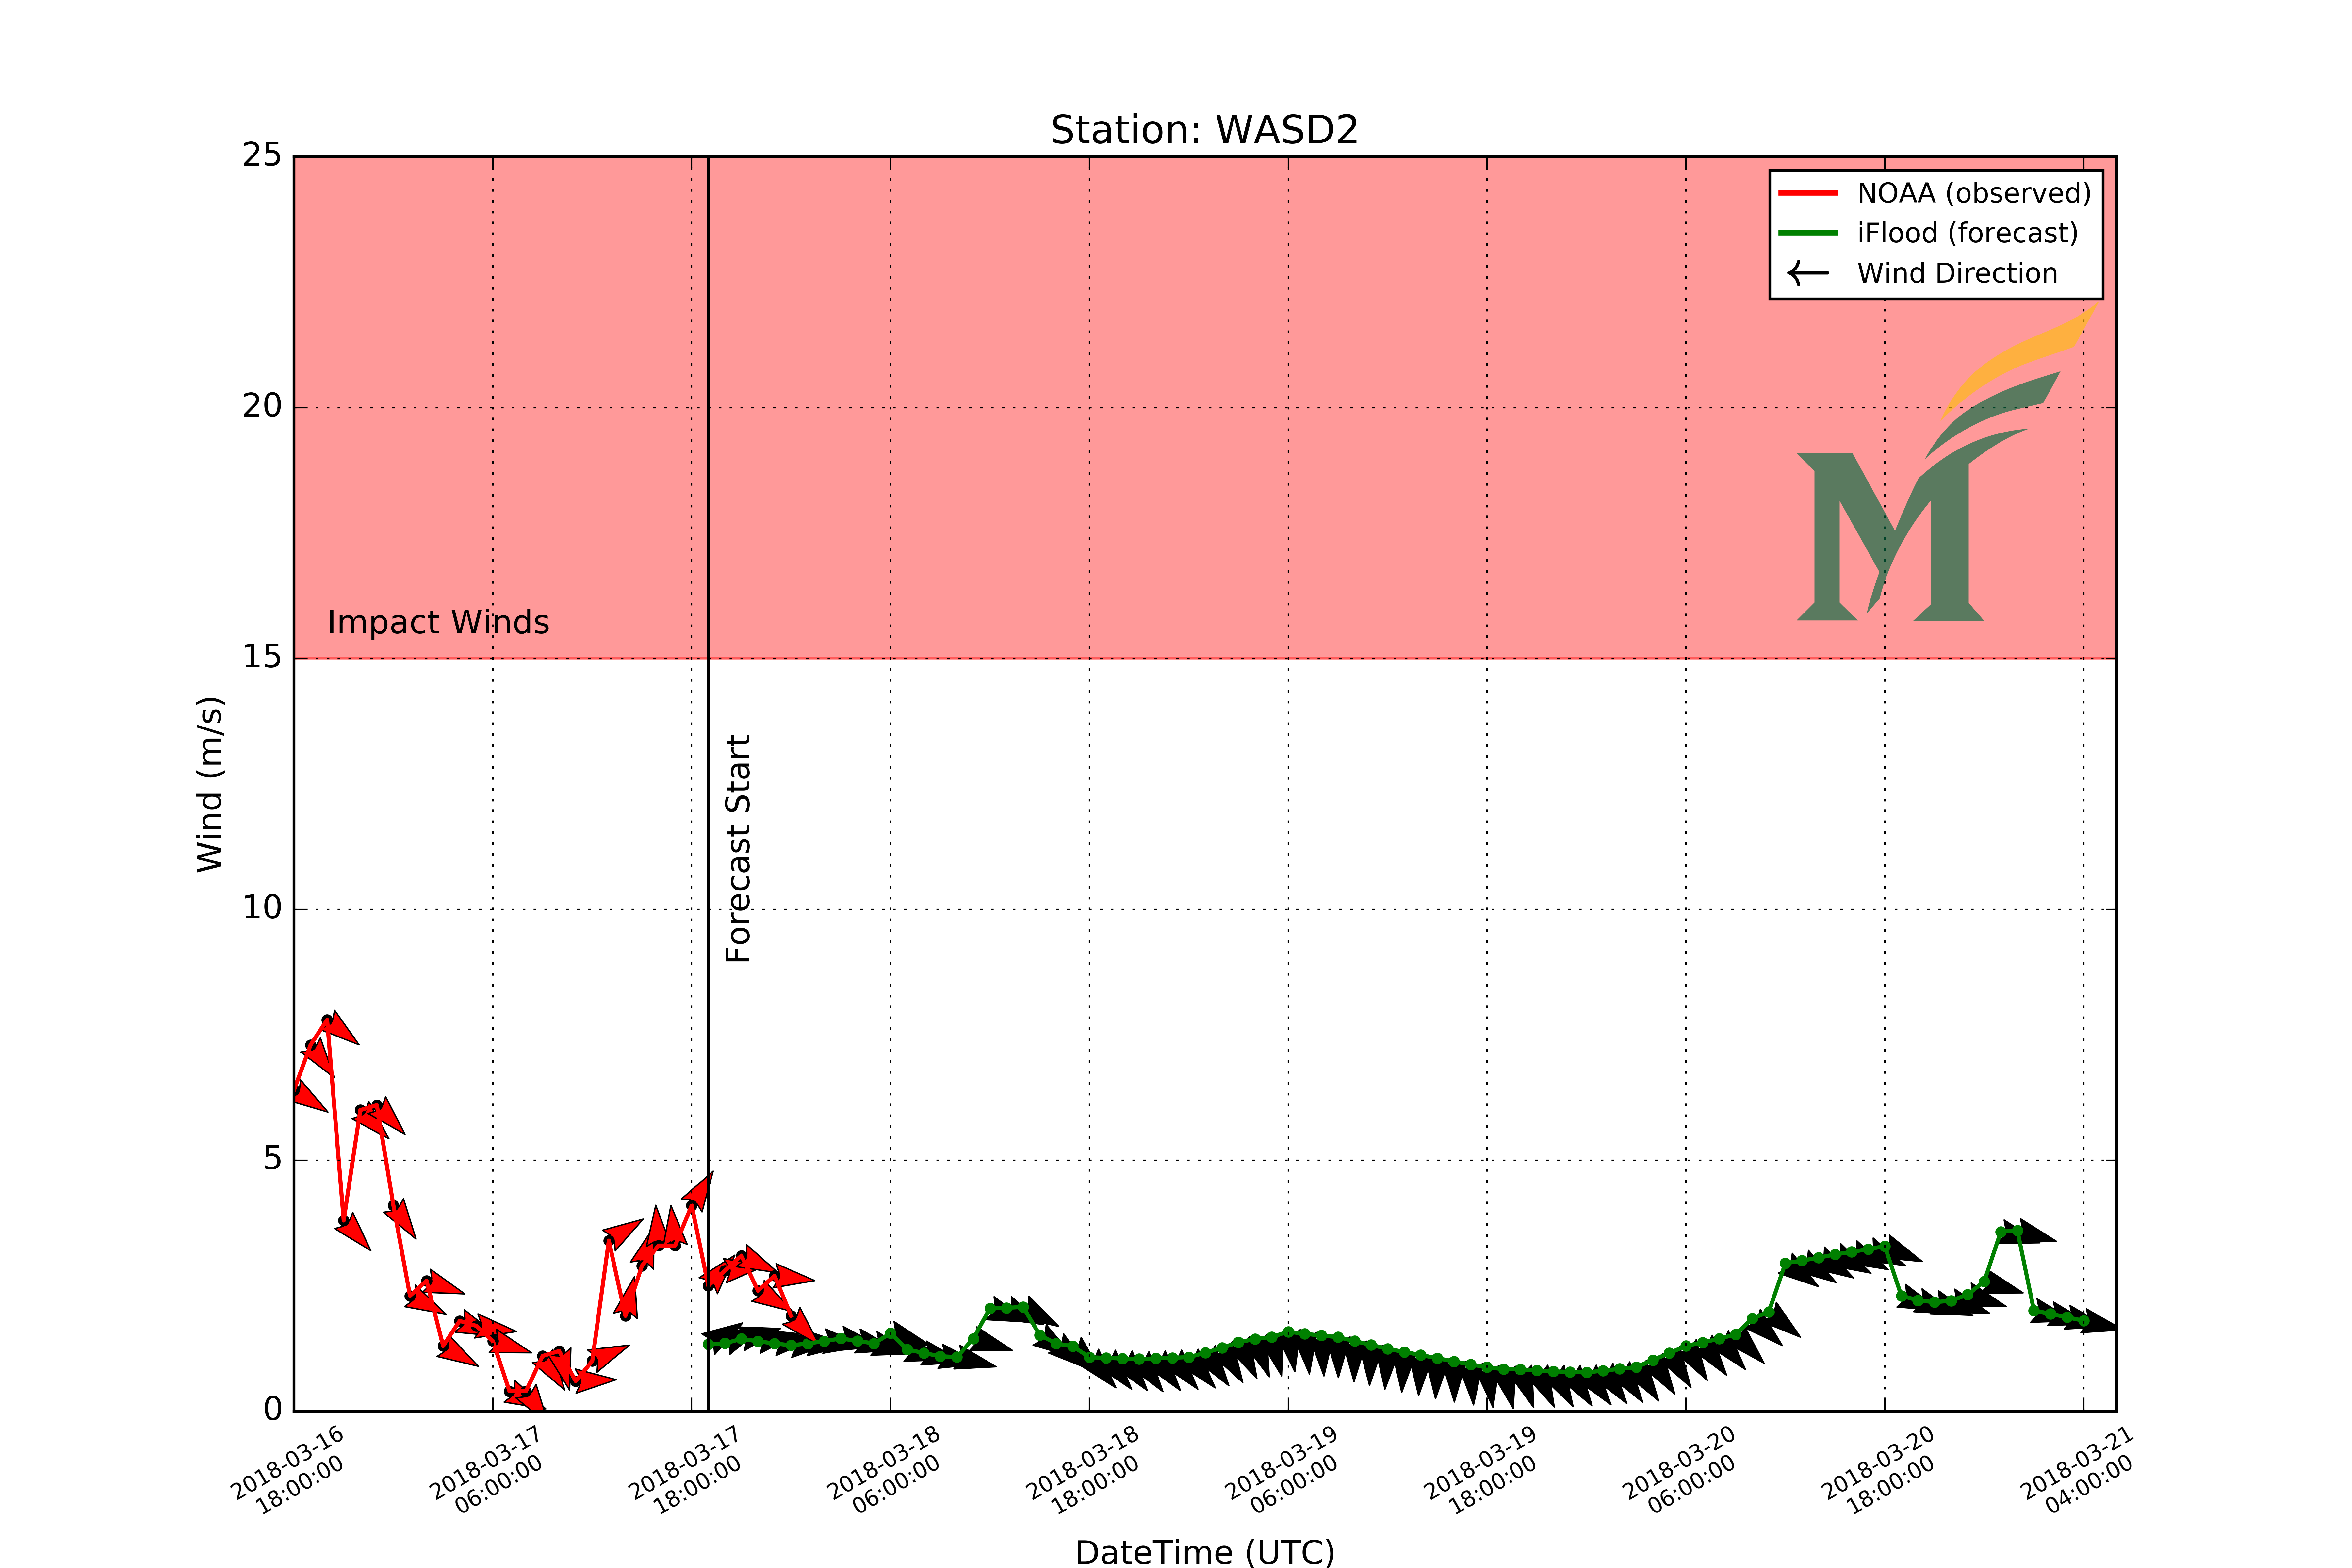 Station: WASD2
25
20
15
10
5
0
Wind (m/s)
NOAA (observed)
iFlood (forecast)
Wind Direction
Impact Winds
Forecast Start
2018-03-16
18:00:00
2018-03-17
06:00:00
2018-03-17
18:00:00
2018-03-18
06:00:00
2018-03-18
18:00:00
2018-03-19
06:00:00
2018-03-19
18:00:00
2018-03-20
06:00:00
2018-03-20
18:00:00
2018-03-21
04:00:00
DateTime (UTC)
M